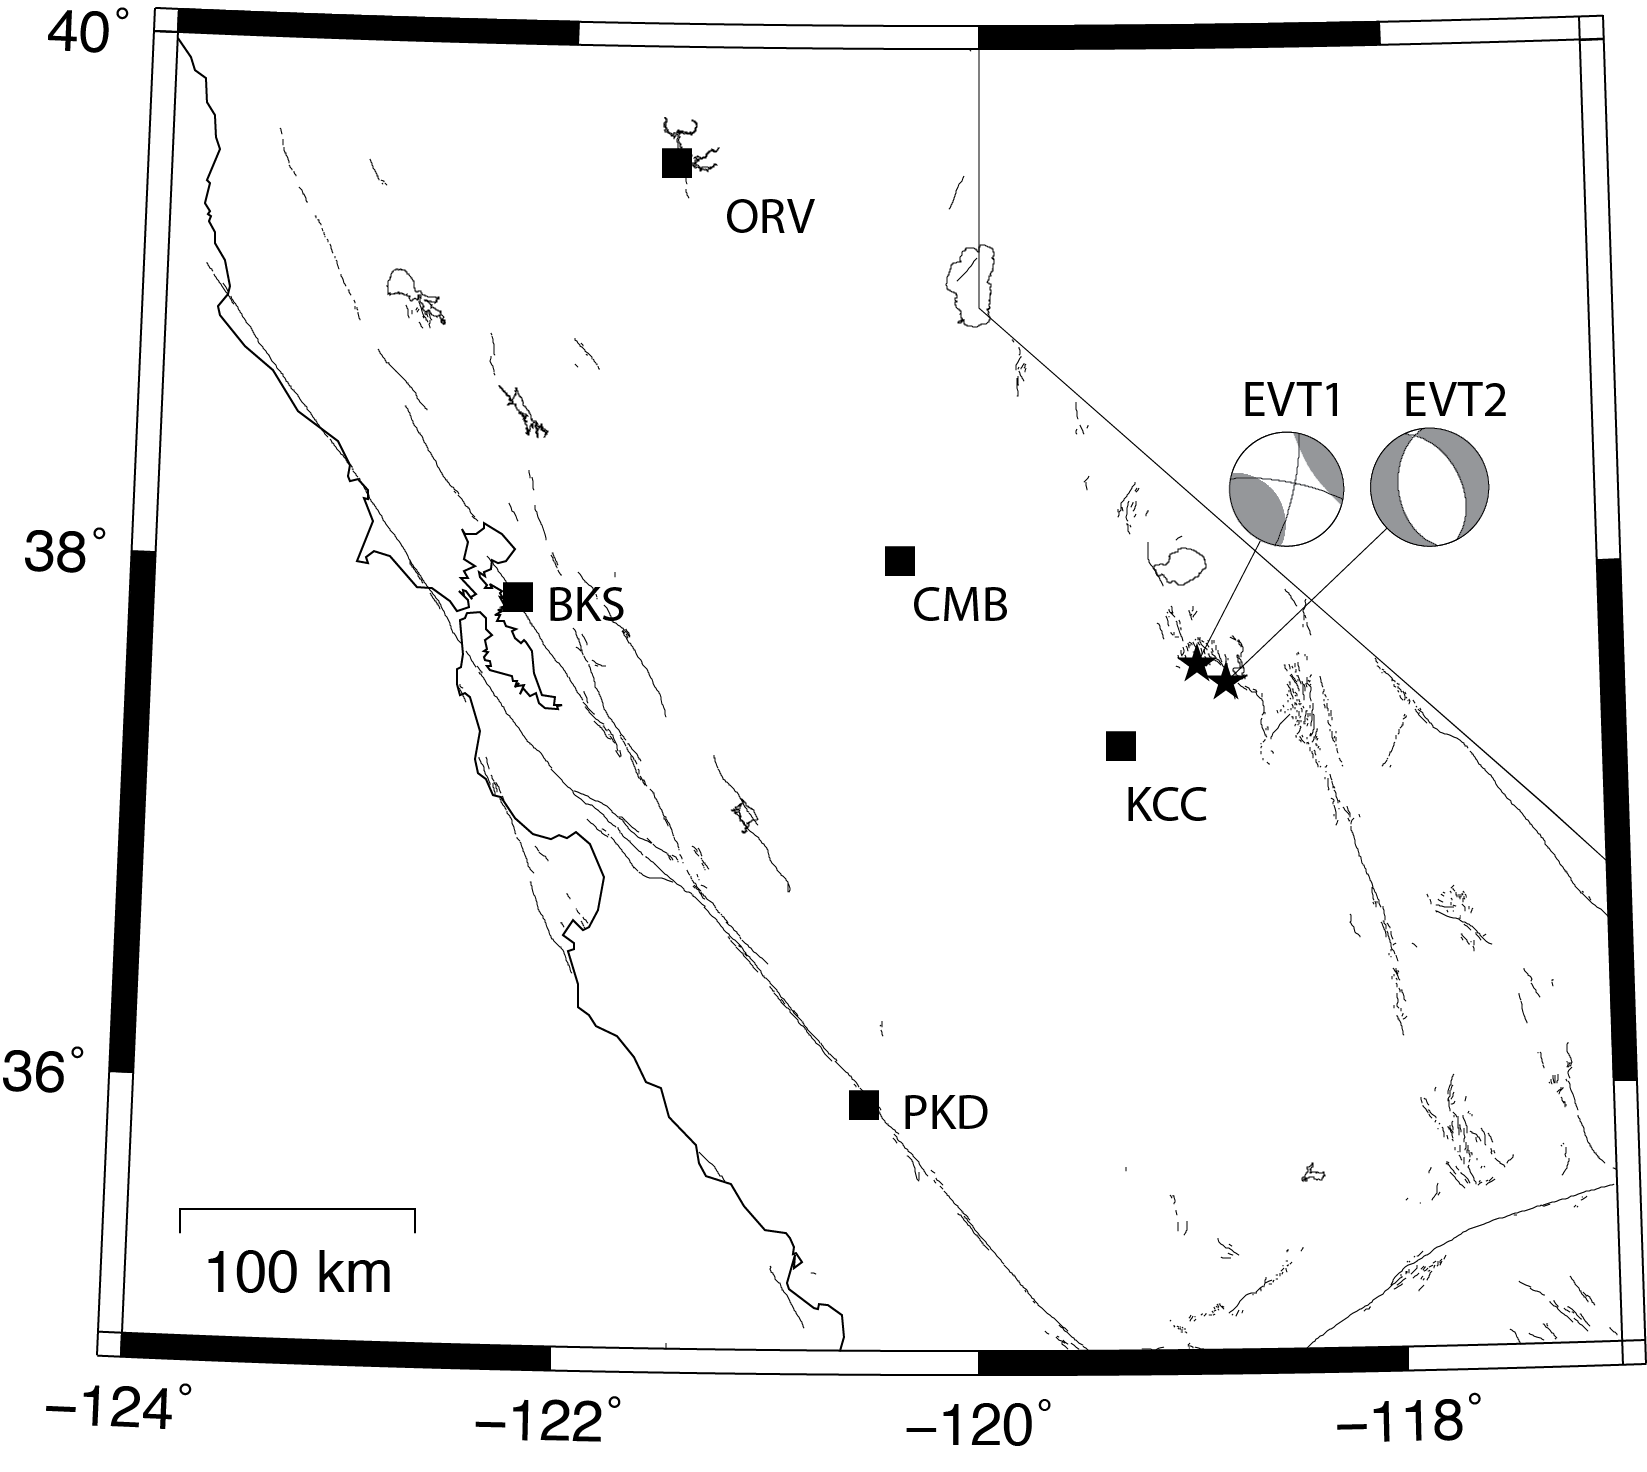 40°
ORV
EVT1
EVT2
38°
BKS
CMB
KCC
36°
PKD
100 km
−124°
−122°
−120°
−118°